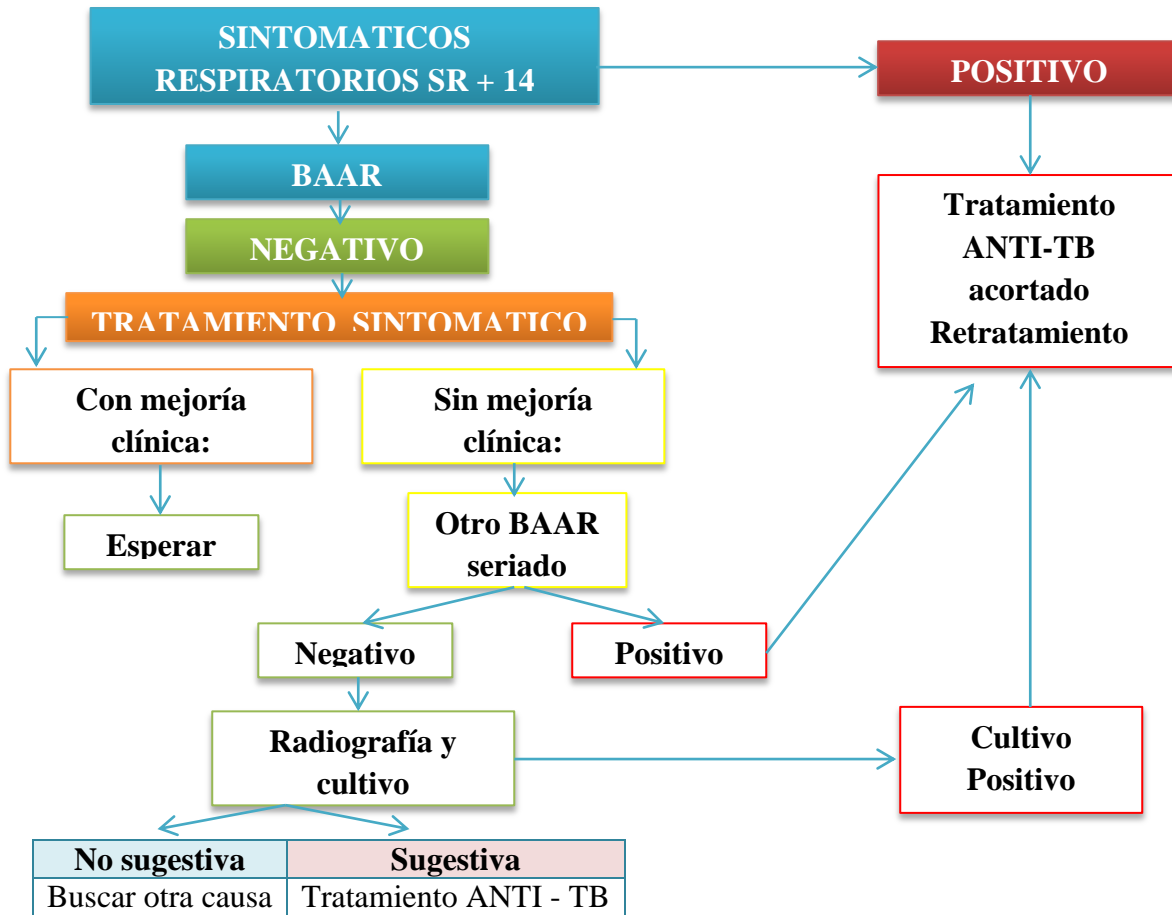 SINTOMATICOS
RESPIRATORIOS SR + 14
POSITIVO
BAAR
NEGATIVO
TRATAMIENTO SINTOMATICO
Tratamiento
ANTI-TB
acortado
Retratamiento
Con mejoría
clínica:
Sin mejoría
clínica:
Esperar
Otro BAAR
seriado
Negativo
Positivo
Radiografía y
cultivo
Cultivo
Positivo
No sugestiva
Sugestiva
Buscar otra causa
Tratamiento ANTI - TB